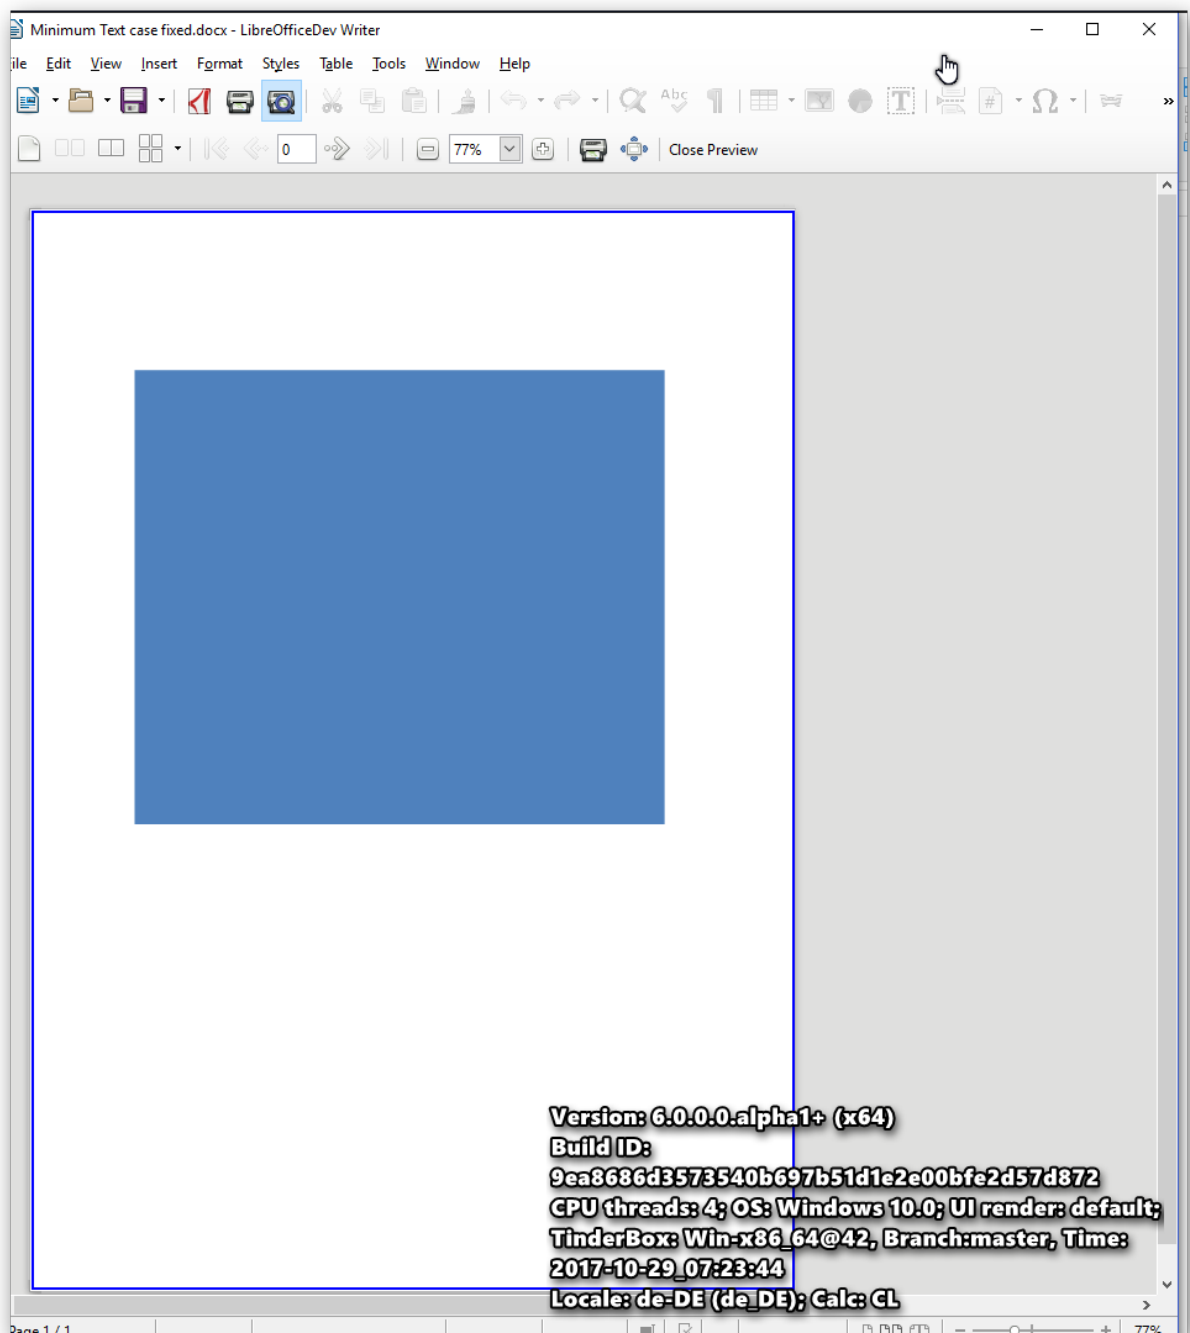 Minimum Text case fixed.docx - LibreOfficeDev Writer
ile Edit View Insert Format Styles Table Tools Window Help
Abc ¶ T # Ω »
0 77% Close Preview
Version: 6.0.0.0.alpha1+ (x64)
Build ID:
9ea8686d3573540b697b51d1e2e00bfe2d57d872
CPU threads: 4; OS: Windows 10.0; UI render: default;
TinderBox: Win-x86_64@42, Branch:master, Time:
2017-10-29_07:23:44
Locale: de-DE (de_DE); Calc: CL
Page 1 / 1 77%